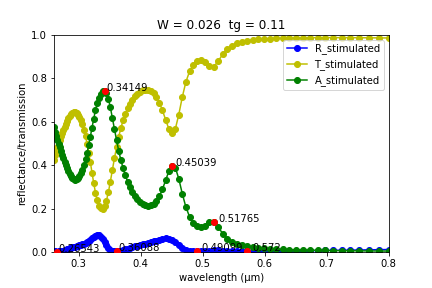 W = 0.026 tg = 0.11
reflectance/transmission
1.0
0.8
0.6
0.4
0.2
0.0
R_stimulated
T_stimulated
A_stimulated
0.34149
0.45039
0.51765
0.572
0.3
0.4
0.5
0.6
0.7
0.8
wavelength (μm)